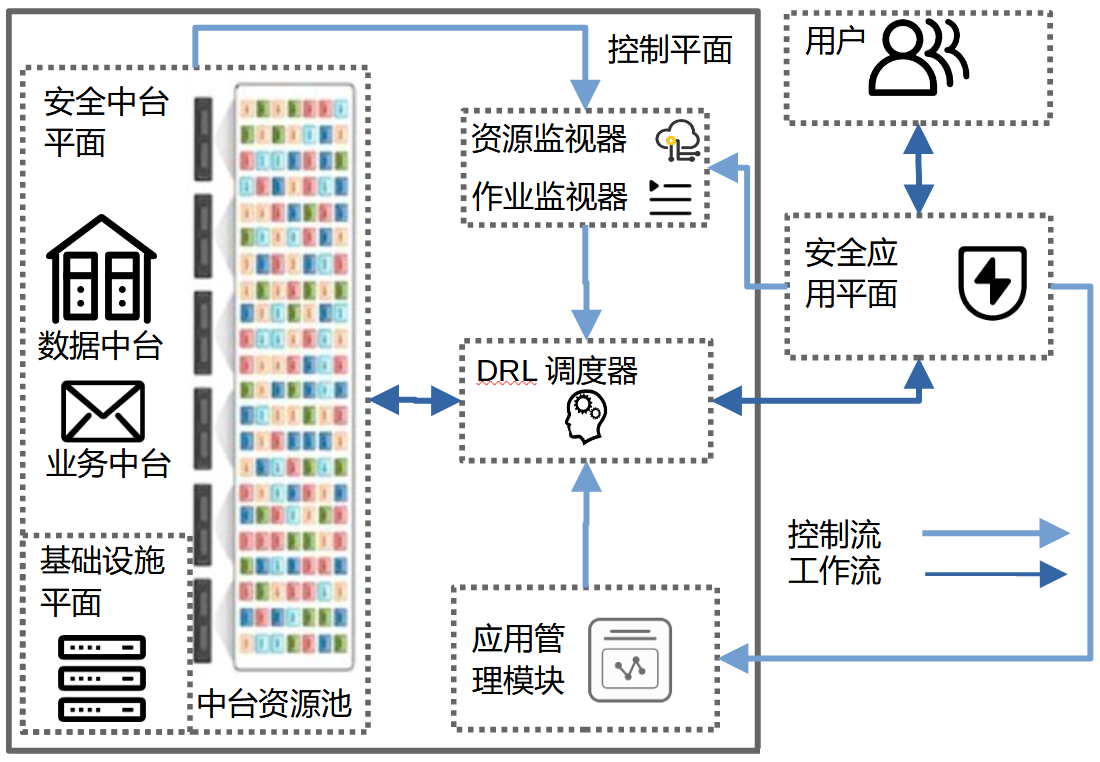 控制平面
用户
安全中台
平面
资源监视器
作业监视器
安全应
用平面
数据中台
DRL 调度器
业务中台
控制流
工作流
基础设施
平面
应用管
理模块
中台资源池